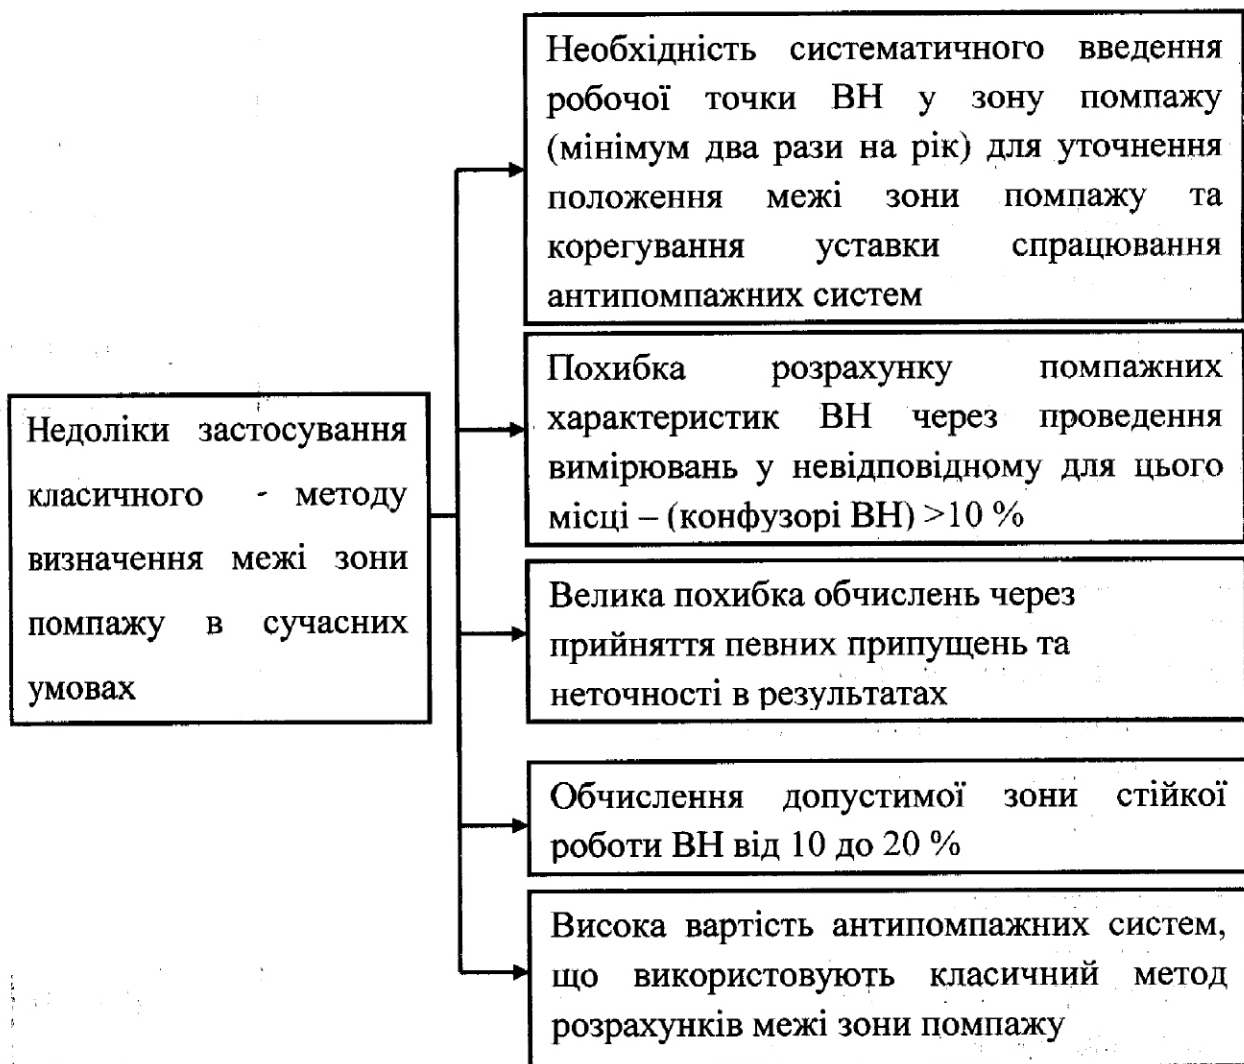 Необхідність систематичного введення
робочої точки ВН у зону помпажу
(мінімум два рази на рік) для уточнення
положення межі зони помпажу та
корегування уставки спрацювання
антипомпажних систем
Похибка розрахунку помпажних
характеристик ВН через проведення
вимірювань у невідповідному для цього
місці – (конфузорі ВН) >10 %
Недоліки застосування
класичного - методу
визначення межі зони
помпажу в сучасних
умовах
Велика похибка обчислень через
прийняття певних припущень та
неточності в результатах
Обчислення допустимої зони стійкої
роботи ВН від 10 до 20 %
Висока вартість антипомпажних систем,
що використовують класичний метод
розрахунків межі зони помпажу